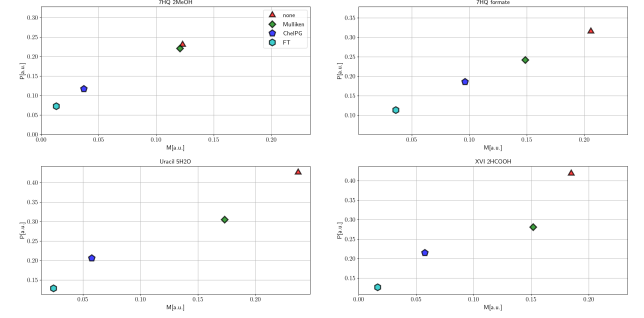 7HQ 2MeOH
none
Mulliken
ChelPG
FT
0.30
0.25
0.20
0.15
0.10
0.05
0.00
P[a.u.]
0.00 0.05 0.10 0.15 0.20
M[a.u.]
7HQ formate
0.35
0.30
0.25
0.20
0.15
0.10
P[a.u.]
0.05 0.10 0.15 0.20
M[a.u.]
Uracil 5H2O
0.40
0.35
0.30
0.25
0.20
0.15
P[a.u.]
0.05 0.10 0.15 0.20
M[a.u.]
XVI 2HCOOH
0.40
0.35
0.30
0.25
0.20
0.15
0.10
P[a.u.]
0.05 0.10 0.15 0.20
M[a.u.]